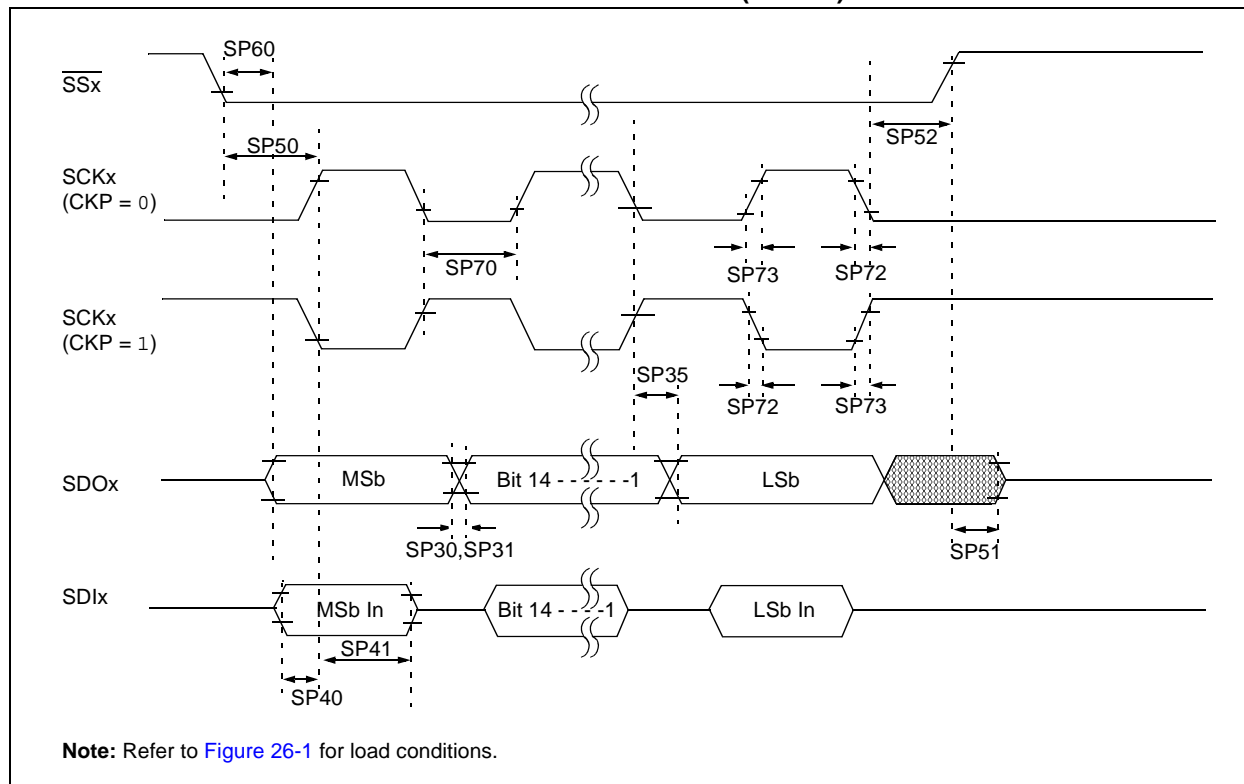 SP60
SSx
SP50
SP52
SCKx
(CKP = 0)
SP70
SP73
SP72
SCKx
(CKP = 1)
SP35
SP72
SP73
SDOx
MSb
Bit 14 - - - - - -1
LSb
SP30,SP31
SP51
SDIx
MSb In
Bit 14 - - - -1
LSb In
SP41
SP40
Note: Refer to Figure 26-1 for load conditions.